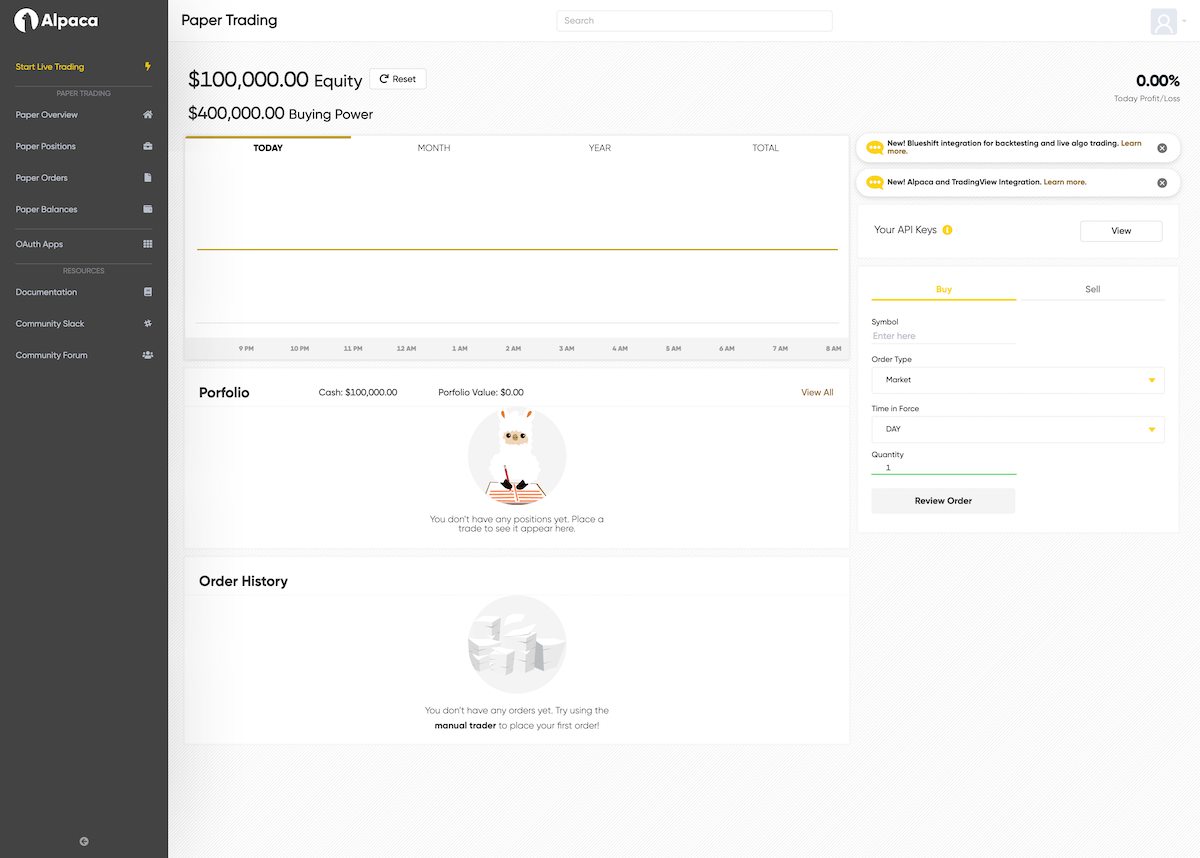 Alpaca
Start Live Trading
PAPER TRADING
Paper Overview
Paper Positions
Paper Orders
Paper Balances
OAuth Apps
RESOURCES
Documentation
Community Slack
Community Forum
Paper Trading
Search
$100,000.00 Equity
Reset
$400,000.00 Buying Power
0.00%
Today Profit/Loss
TODAY MONTH YEAR TOTAL
9 PM 10 PM 11 PM 12 AM 1 AM 2 AM 3 AM 4 AM 5 AM 6 AM 7 AM 8 AM
Porfolio Cash: $100,000.00 Porfolio Value: $0.00 View All
You don't have any positions yet. Place a
trade to see it appear here.
Order History
You don't have any orders yet. Try using the
manual trader to place your first order!
New! Blueshift integration for backtesting and live algo trading. Learn
more.
New! Alpaca and TradingView Integration. Learn more.
Your API Keys
View
Buy Sell
Symbol
Enter here
Order Type
Market
Time in Force
DAY
Quantity
1
Review Order